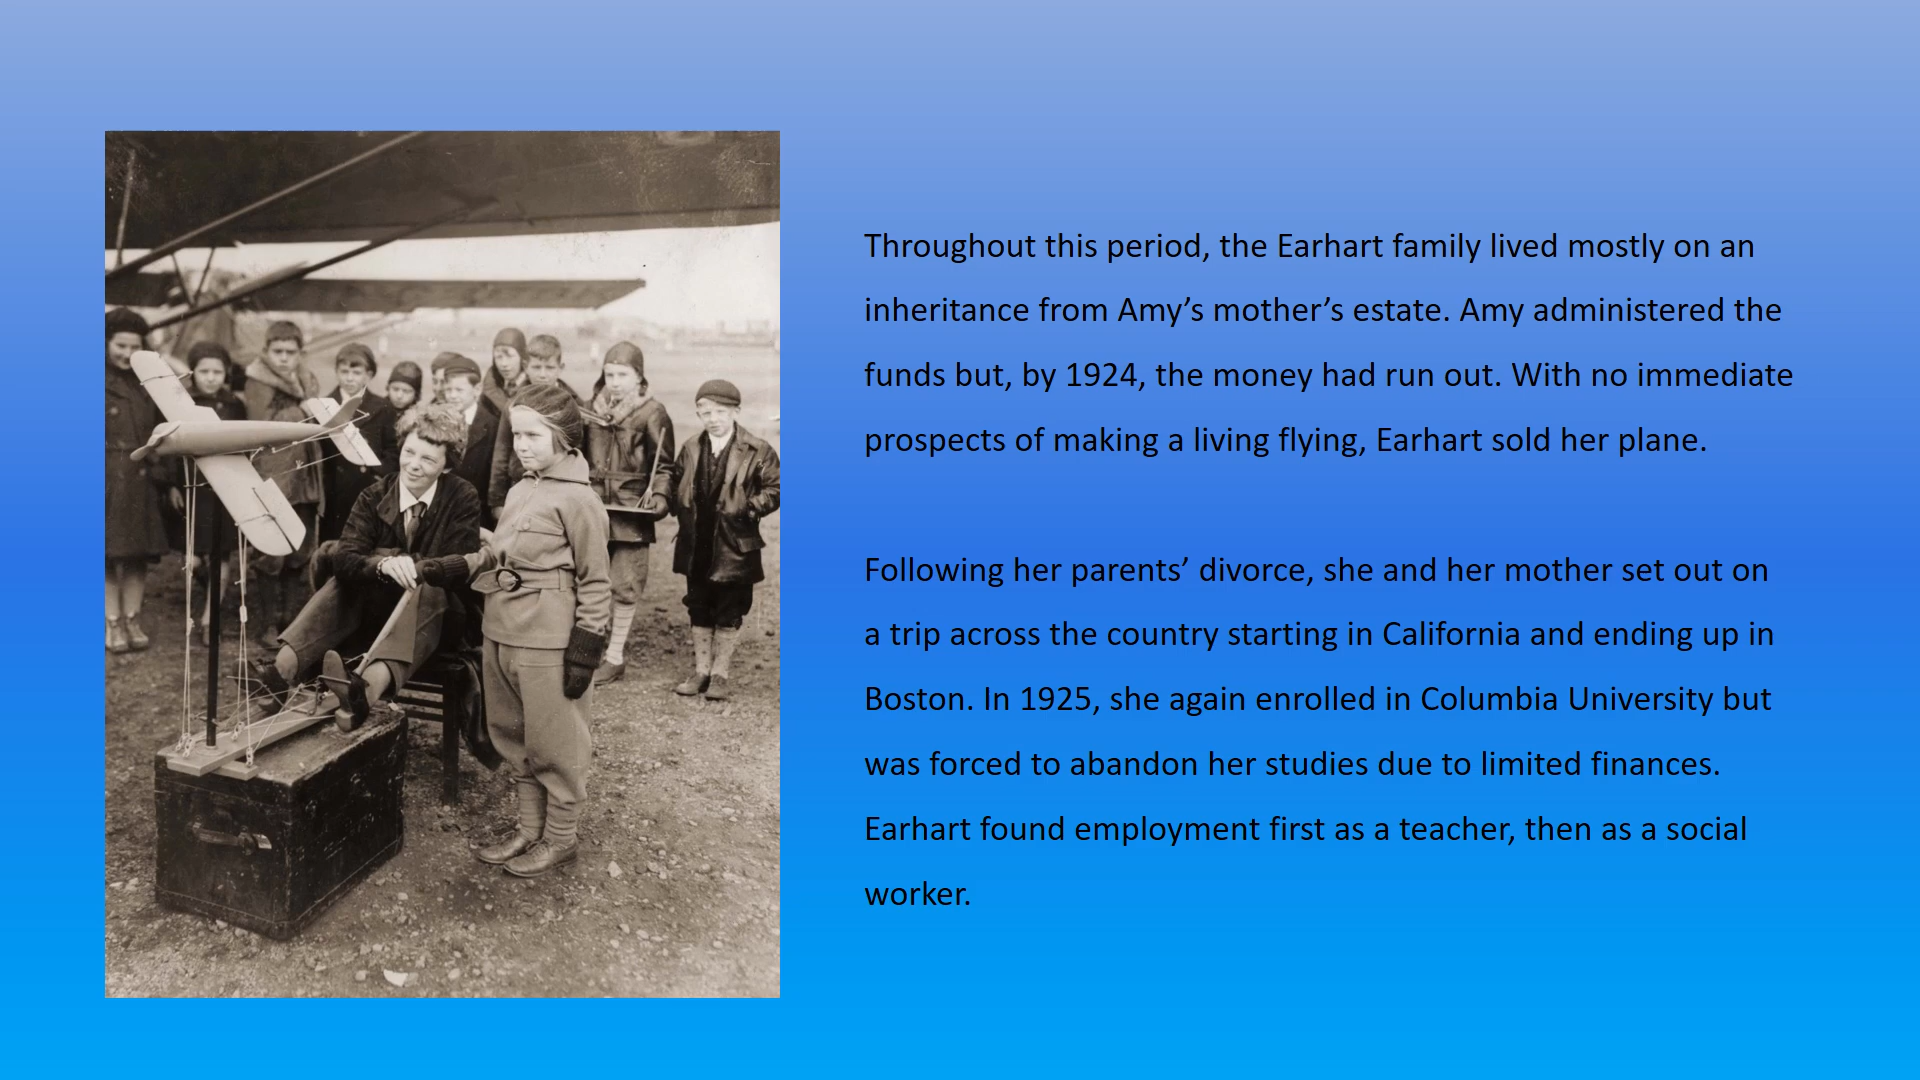 Throughout this period, the Earhart family lived mostly on an
inheritance from Amy’s mother’s estate. Amy administered the
funds but, by 1924, the money had run out. With no immediate
prospects of making a living flying, Earhart sold her plane.
Following her parents’ divorce, she and her mother set out on
a trip across the country starting in California and ending up in
Boston. In 1925, she again enrolled in Columbia University but
was forced to abandon her studies due to limited finances.
Earhart found employment first as a teacher, then as a social
worker.